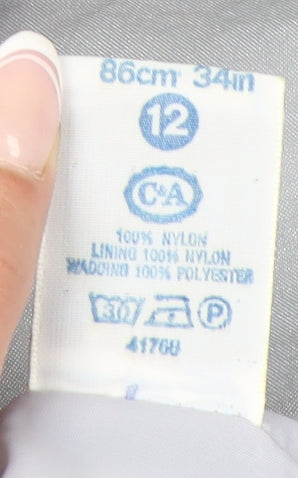 86cm 34in
12
C&A
100% NYLON
LINING 100% NYLON
WADDING 100% POLYESTER
30 P
41768